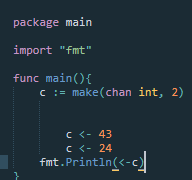 package main
import "fmt"
func main(){
c := make(chan int, 2)
c <- 43
c <- 24
fmt.Println(<-c)
}